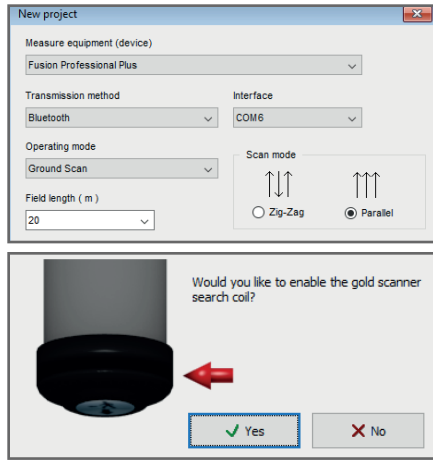 New project
Measure equipment (device)
Fusion Professional Plus
Transmission method
Interface
Bluetooth
COM6
Operating mode
Scan mode
Ground Scan
Field length ( m )
Zig-Zag
Parallel
20
Would you like to enable the gold scanner
search coil?
Yes
No